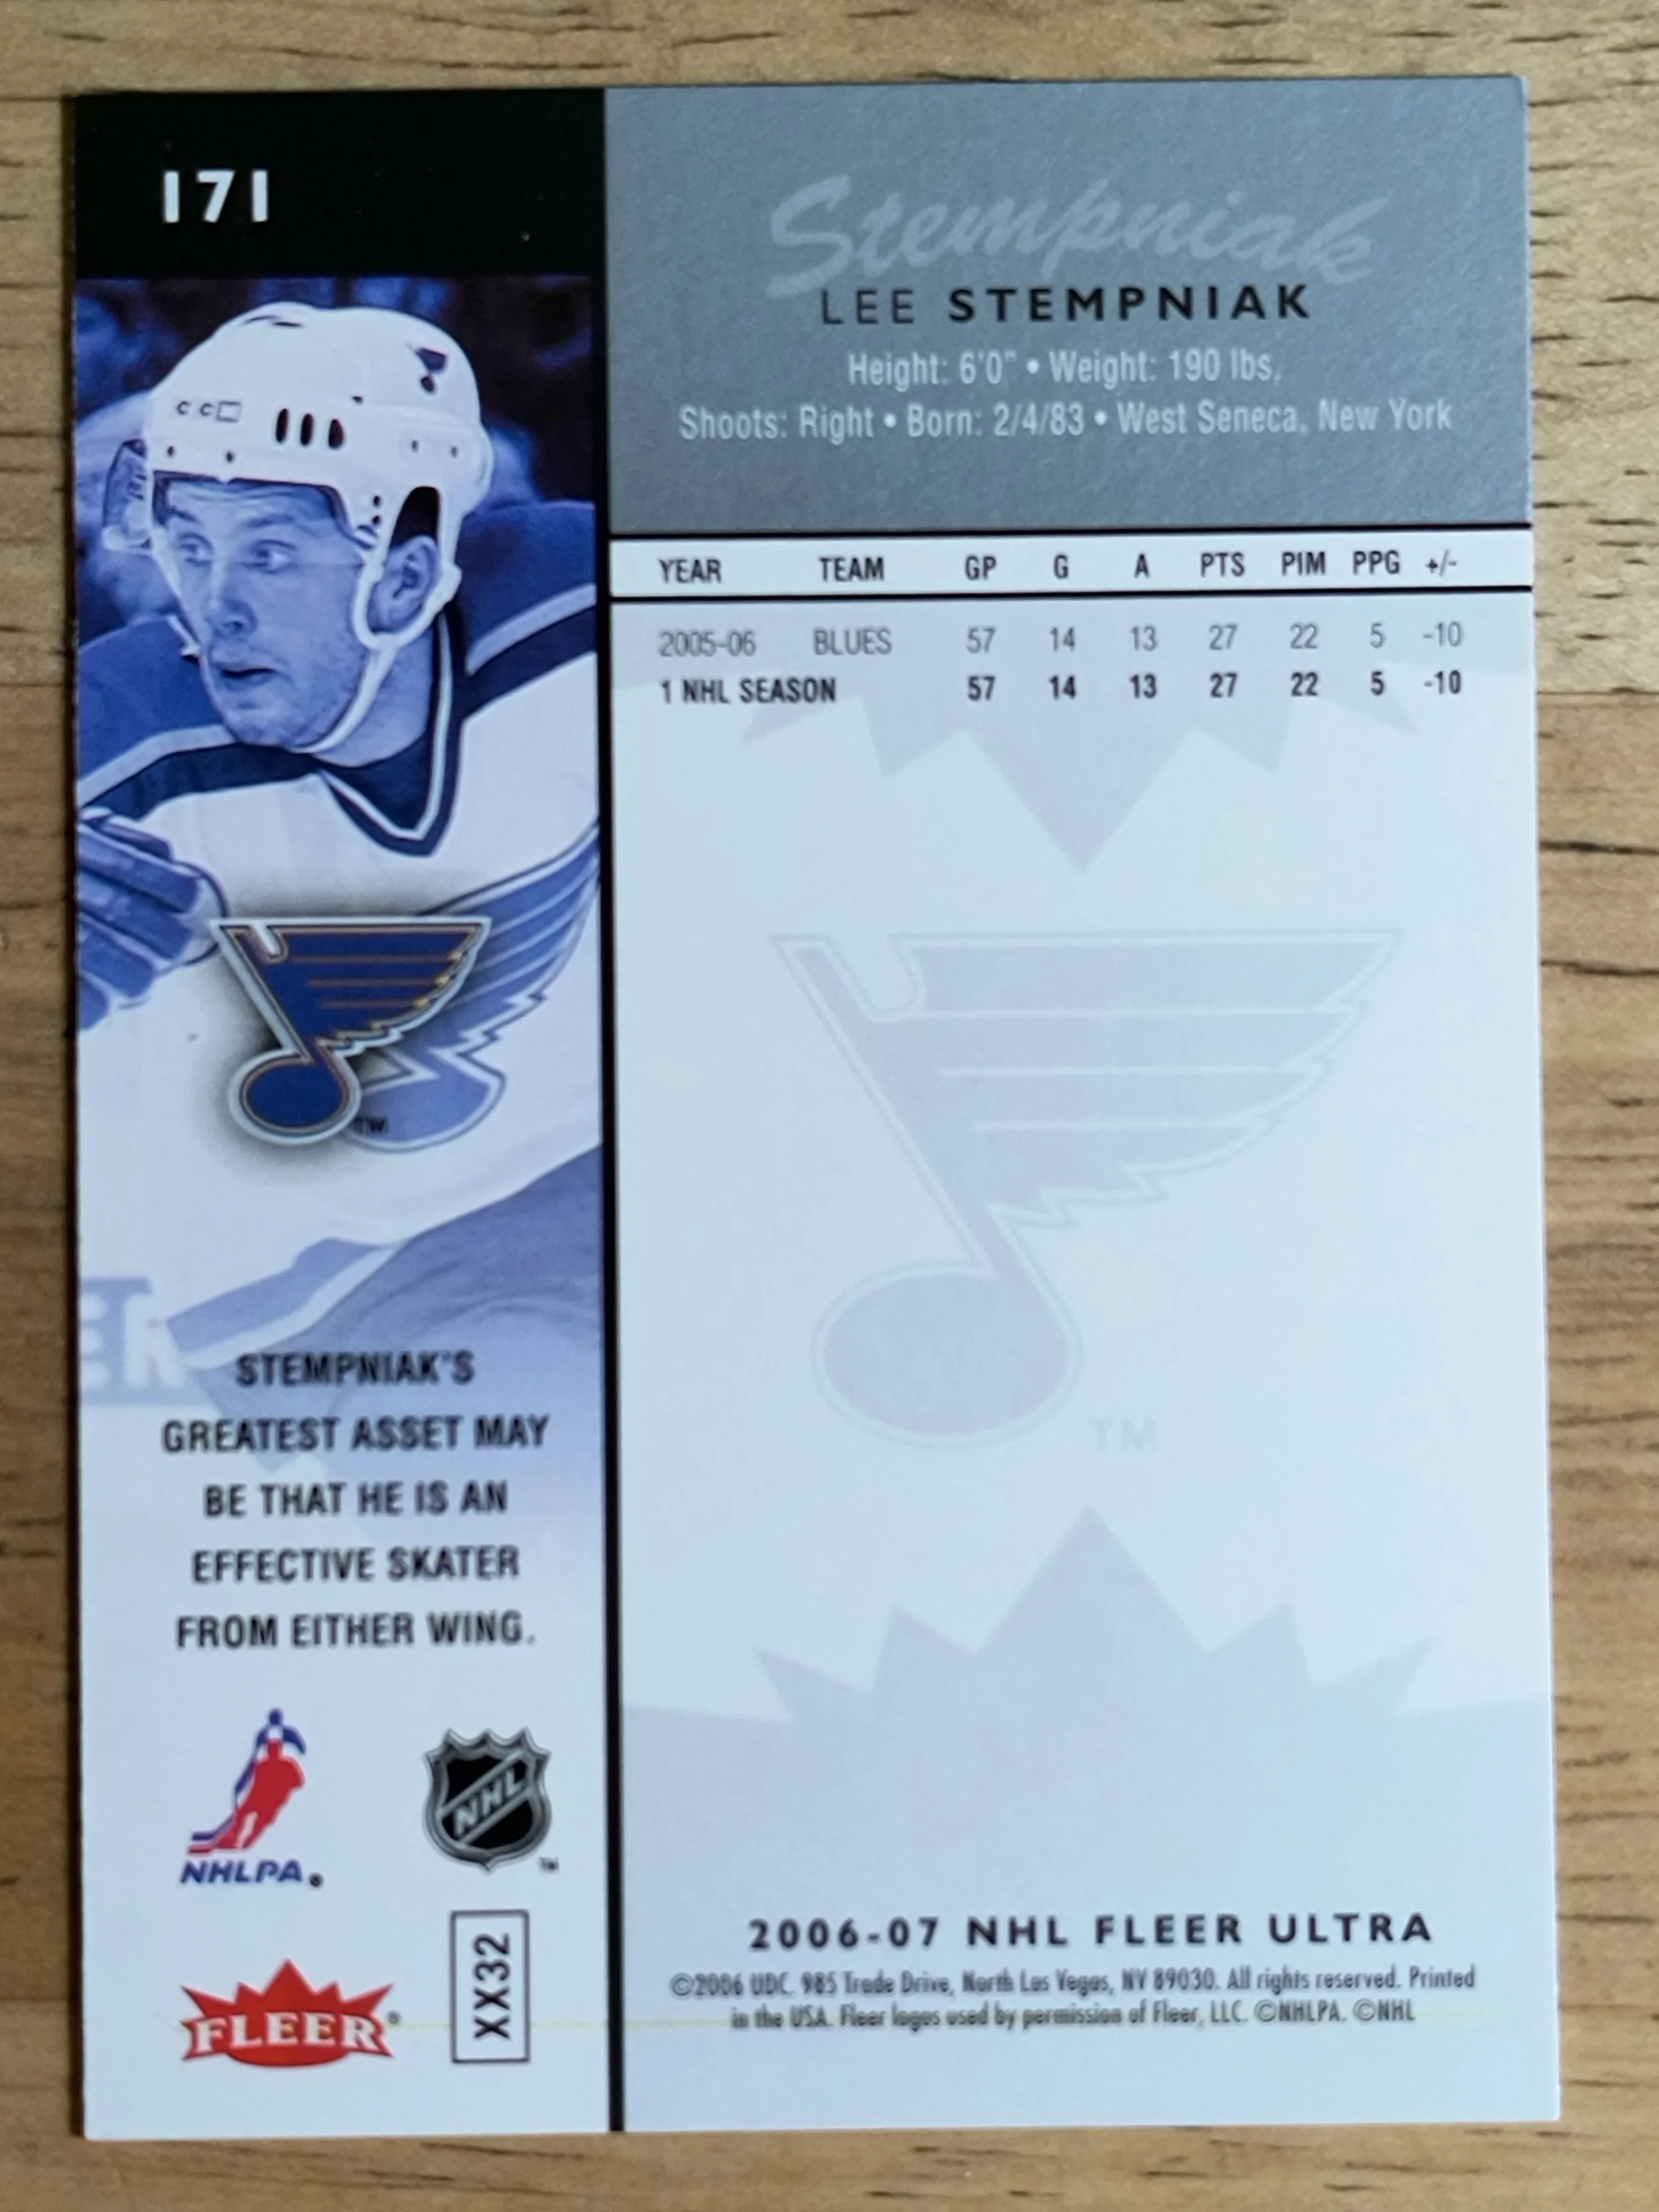 171
Stempniak
LEE STEMPNIAK
Height: 6'0" • Weight: 190 lbs.
Shoots: Right • Born: 2/4/83 • West Seneca, New York
YEAR TEAM GP G A PTS PIM PPG +/-
2005-06 BLUES 57 14 13 27 22 5 -10
1 NHL SEASON 57 14 13 27 22 5 -10
CCM
TM
TM
STEMPNIAK'S
GREATEST ASSET MAY
BE THAT HE IS AN
EFFECTIVE SKATER
FROM EITHER WING.
NHLPA®
NHL TM
FLEER®
XX32
2006-07 NHL FLEER ULTRA
©2006 UDC. 985 Trade Drive, North Las Vegas, NV 89030. All rights reserved. Printed
in the USA. Fleer logos used by permission of Fleer, LLC. ©NHLPA. ©NHL